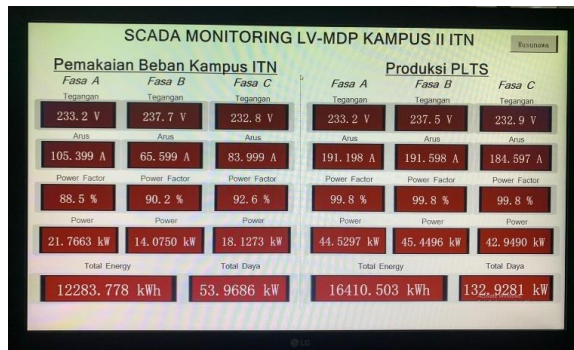 SCADA MONITORING LV-MDP KAMPUS II ITN
Kusunawa
Pemakaian Beban Kampus ITN
Fasa A Fasa B Fasa C
Tegangan Tegangan Tegangan
233.2 V 237.7 V 232.8 V
Arus Arus Arus
105.399 A 65.599 A 83.999 A
Power Factor Power Factor Power Factor
88.5 % 90.2 % 92.6 %
Power Power Power
21.7663 kW 14.0750 kW 18.1273 kW
Total Energy Total Daya
12283.778 kWh 53.9686 kW
Produksi PLTS
Fasa A Fasa B Fasa C
Tegangan Tegangan Tegangan
233.2 V 237.5 V 232.9 V
Arus Arus Arus
191.198 A 191.598 A 184.597 A
Power Factor Power Factor Power Factor
99.8 % 99.8 % 99.8 %
Power Power Power
44.5297 kW 45.4496 kW 42.9490 kW
Total Energy Total Daya
16410.503 kWh 132.9281 kW
LG